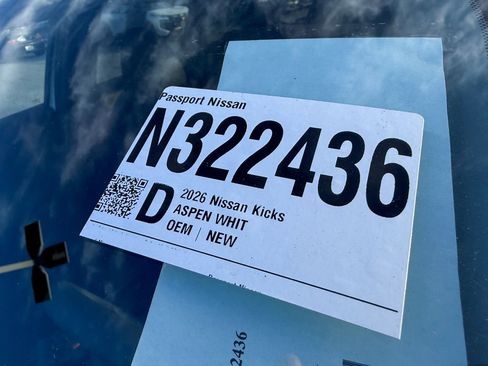 Passport Nissan
N322436
D
2026 Nissan Kicks
ASPEN WHIT
OEM | NEW
2436